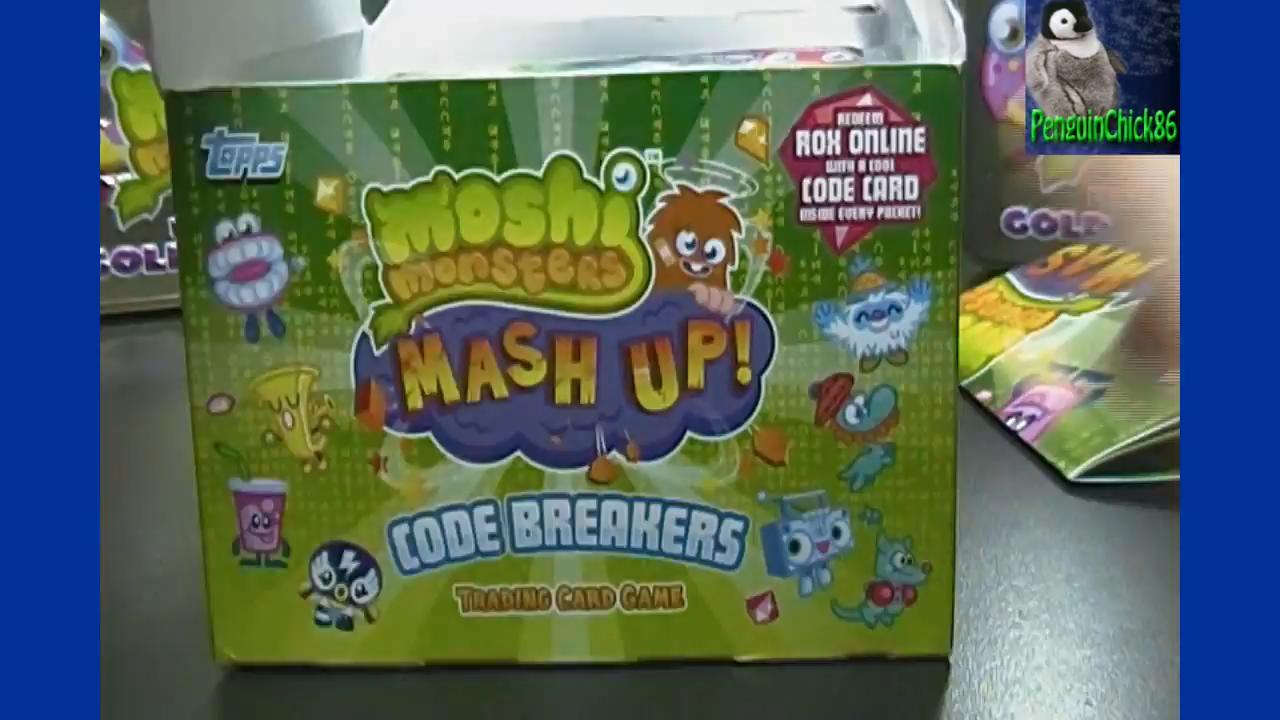 TOPPS
moshi
monsters
MASH UP!
CODE BREAKERS
TRADING CARD GAME
REDEEM
ROX ONLINE
WITH A COOL
CODE CARD
INSIDE EVERY PACKET!
PenguinChick86
GOLD